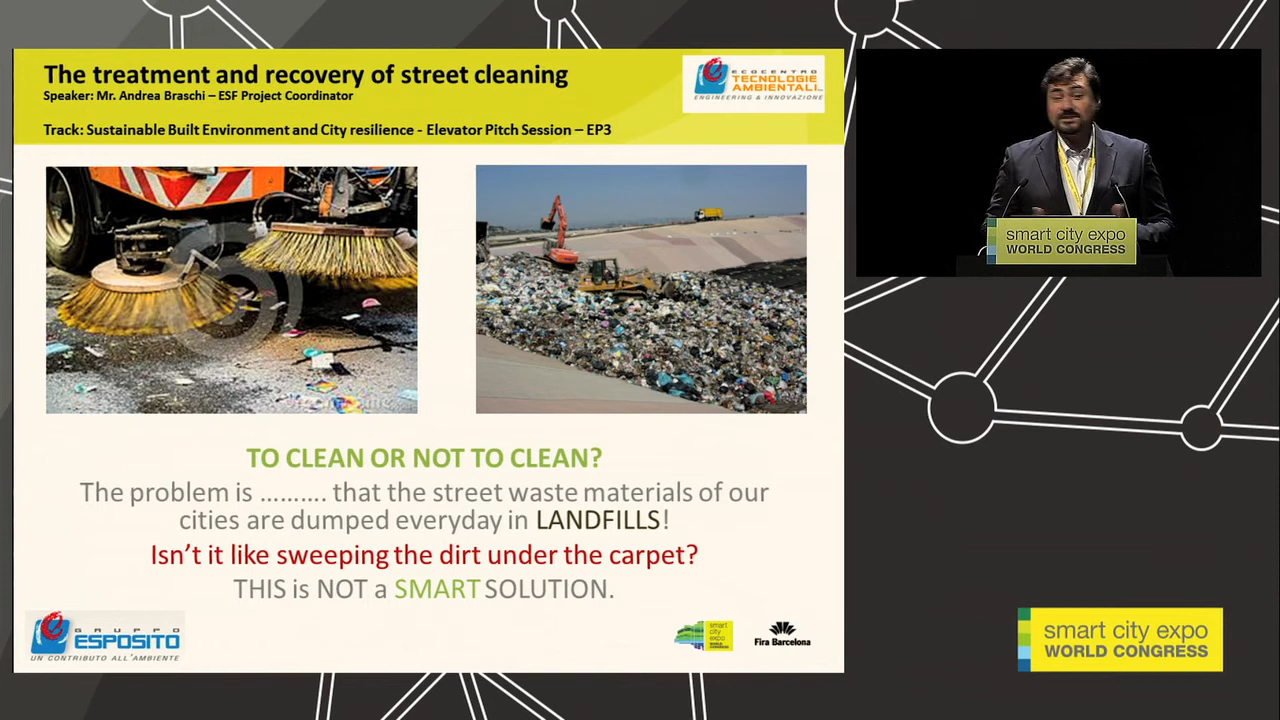 The treatment and recovery of street cleaning
Speaker: Mr. Andrea Braschi – ESF Project Coordinator
Track: Sustainable Built Environment and City resilience - Elevator Pitch Session – EP3
ECOCENTRO
TECNOLOGIE
AMBIENTALI
ENGINEERING & INNOVAZIONE
smart city expo
WORLD CONGRESS
TO CLEAN OR NOT TO CLEAN?
The problem is .......... that the street waste materials of our
cities are dumped everyday in LANDFILLS!
Isn't it like sweeping the dirt under the carpet?
THIS is NOT a SMART SOLUTION.
GRUPPO
ESPOSITO
UN CONTRIBUTO ALL'AMBIENTE
smart
city
expo
Fira Barcelona
smart city expo
WORLD CONGRESS